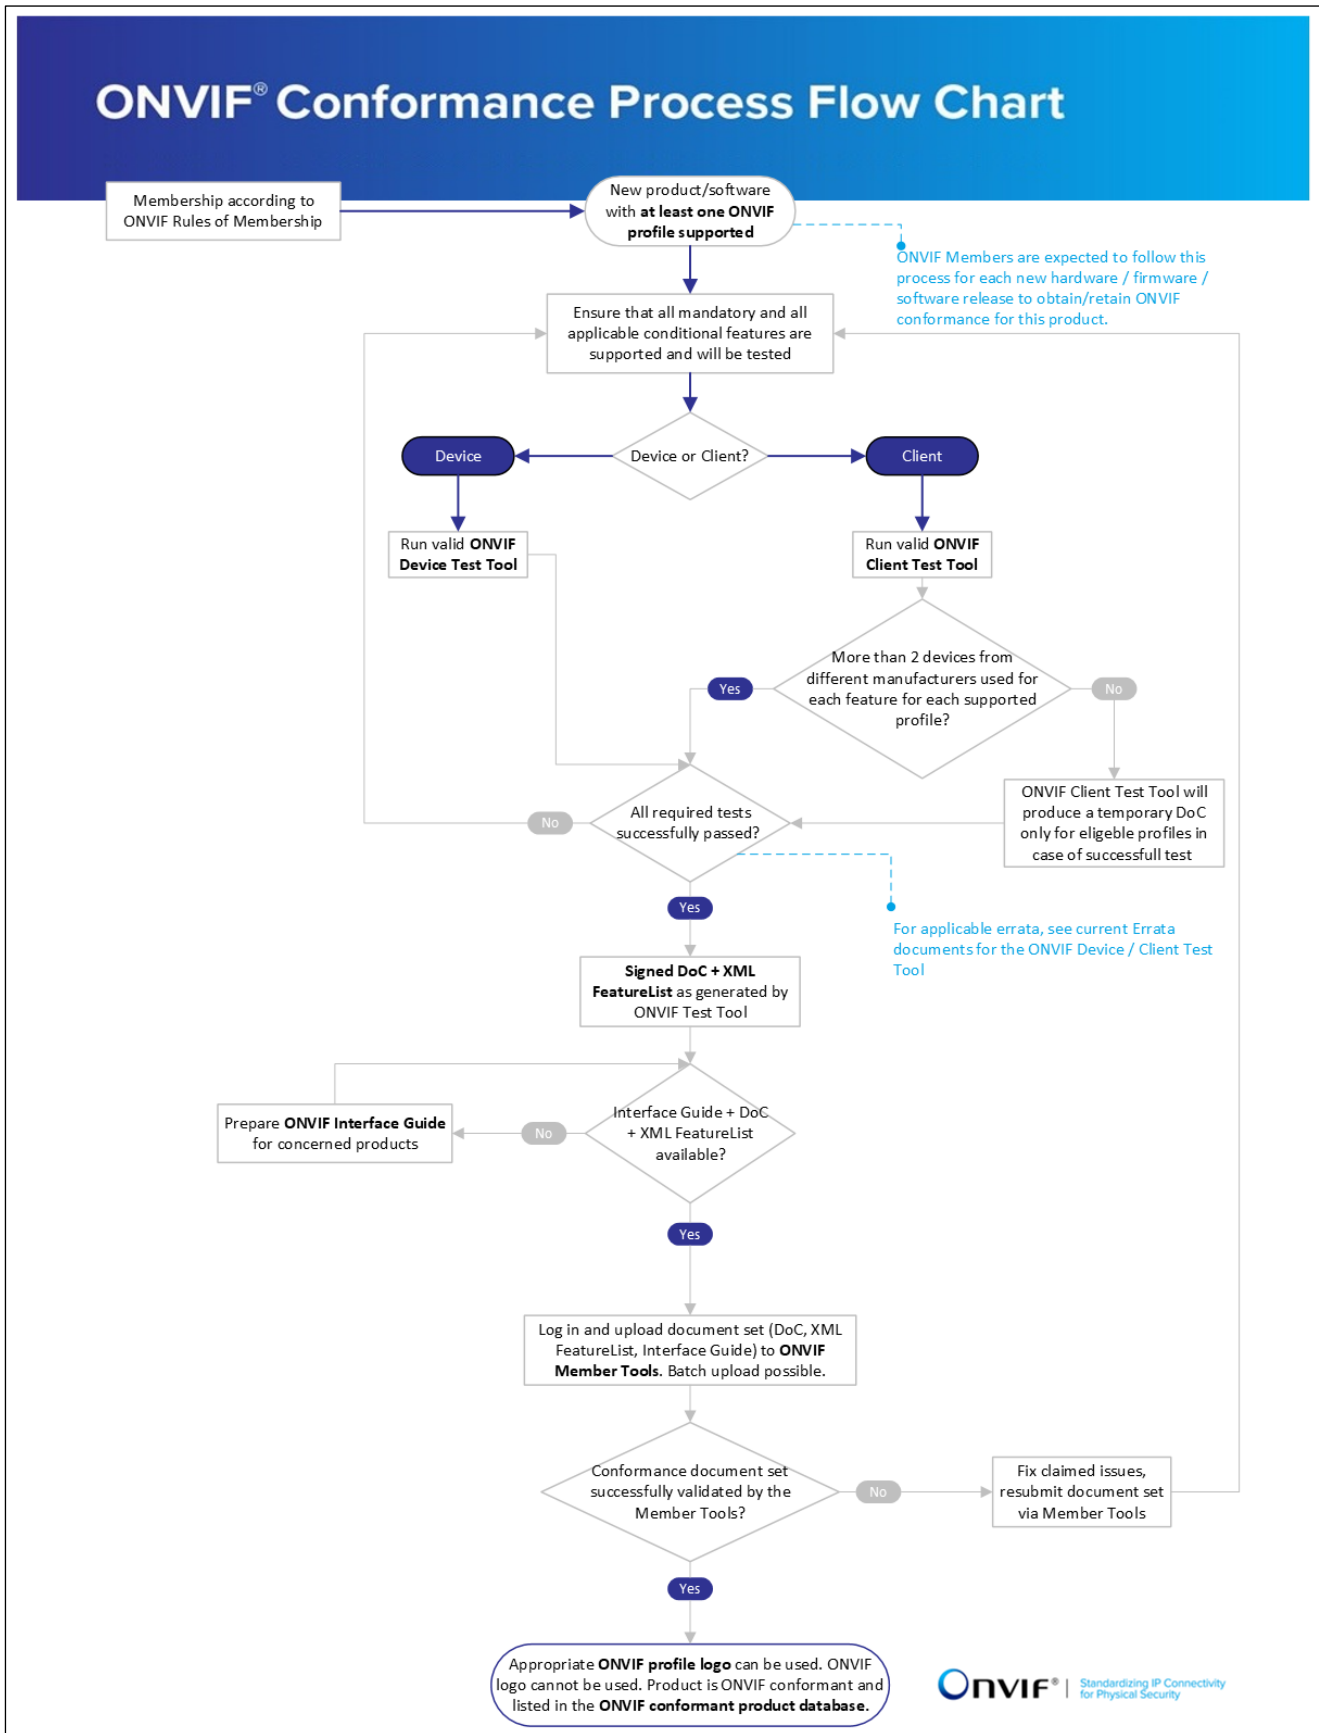 ONVIF® Conformance Process Flow Chart
Membership according to
ONVIF Rules of Membership
New product/software
with at least one ONVIF
profile supported
ONVIF Members are expected to follow this
process for each new hardware / firmware /
software release to obtain/retain ONVIF
conformance for this product.
Ensure that all mandatory and all
applicable conditional features are
supported and will be tested
Device
Device or Client?
Client
Run valid ONVIF
Device Test Tool
Run valid ONVIF
Client Test Tool
More than 2 devices from
different manufacturers used for
each feature for each supported
profile?
Yes
No
ONVIF Client Test Tool will
produce a temporary DoC
only for eligeble profiles in
case of successfull test
All required tests
successfully passed?
No
Yes
For applicable errata, see current Errata
documents for the ONVIF Device / Client Test
Tool
Signed DoC + XML
FeatureList as generated by
ONVIF Test Tool
Interface Guide + DoC
+ XML FeatureList
available?
No
Prepare ONVIF Interface Guide
for concerned products
Yes
Log in and upload document set (DoC, XML
FeatureList, Interface Guide) to ONVIF
Member Tools. Batch upload possible.
Conformance document set
successfully validated by the
Member Tools?
No
Fix claimed issues,
resubmit document set
via Member Tools
Yes
Appropriate ONVIF profile logo can be used. ONVIF
logo cannot be used. Product is ONVIF conformant and
listed in the ONVIF conformant product database.
ONVIF® | Standardizing IP Connectivity
for Physical Security